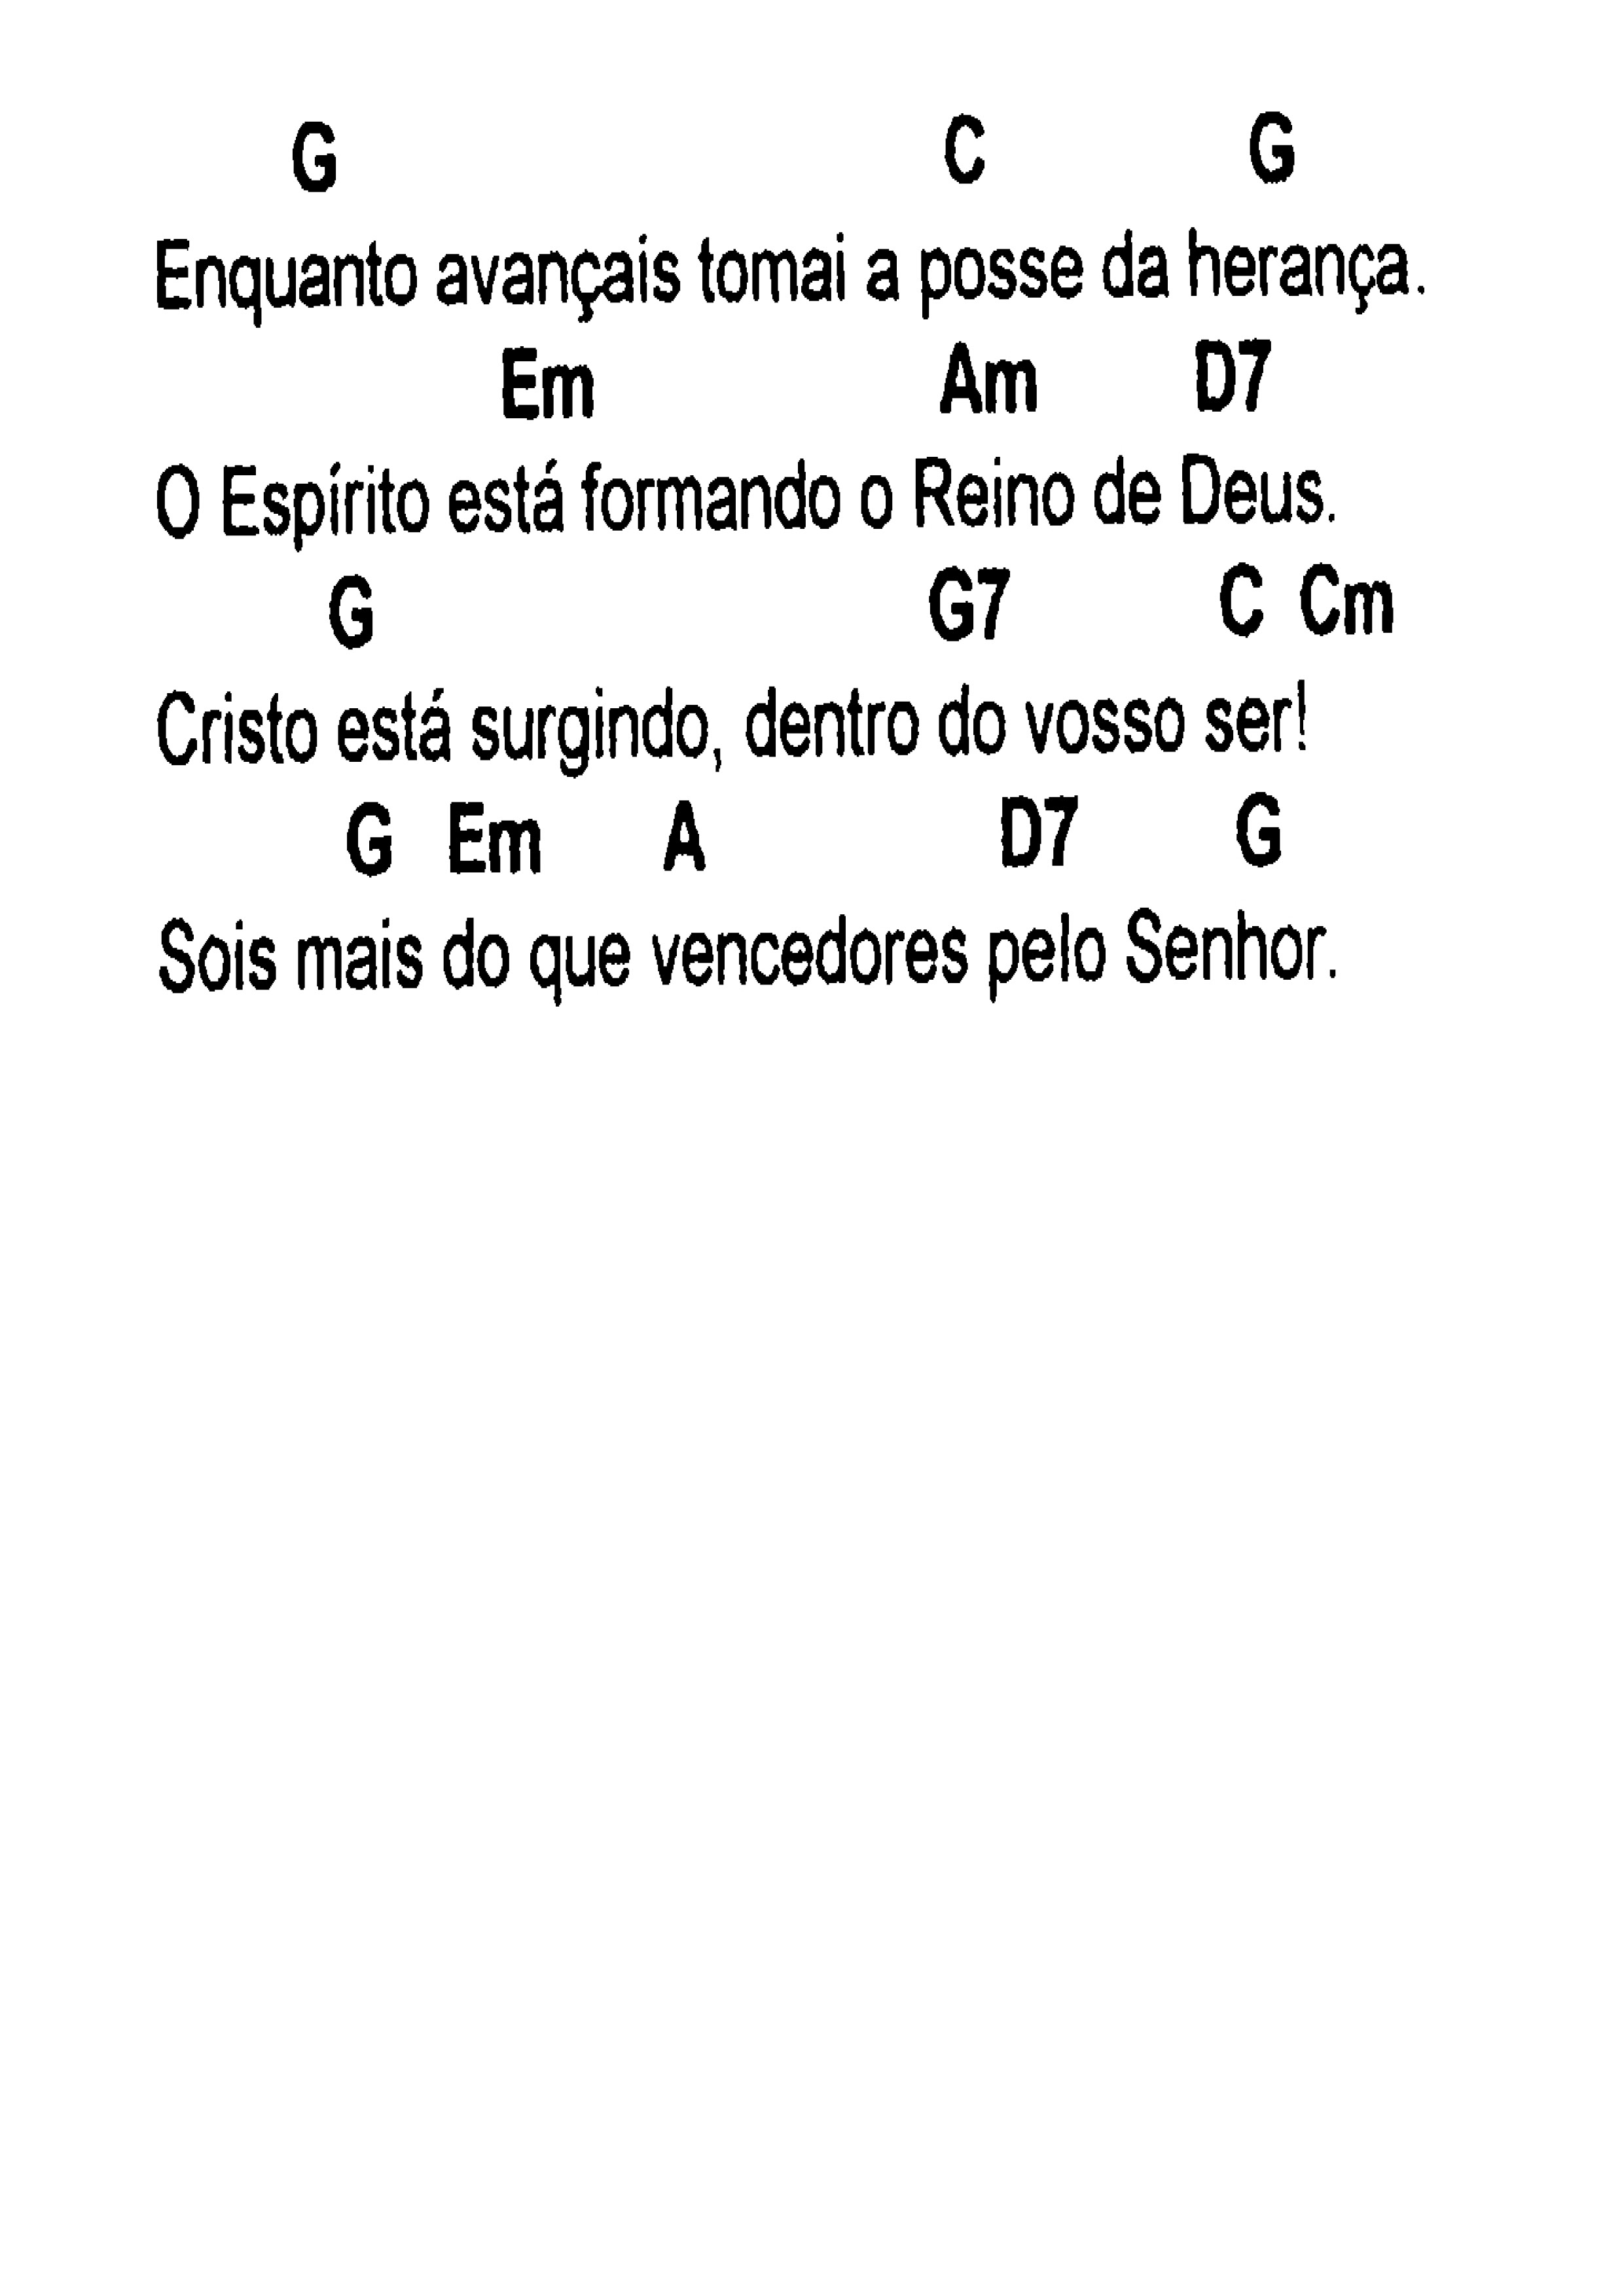 G C G
Enquanto avançais tomai a posse da herança.
Em Am D7
O Espírito está formando o Reino de Deus.
G G7 C Cm
Cristo está surgindo, dentro do vosso ser!
G Em A D7 G
Sois mais do que vencedores pelo Senhor.